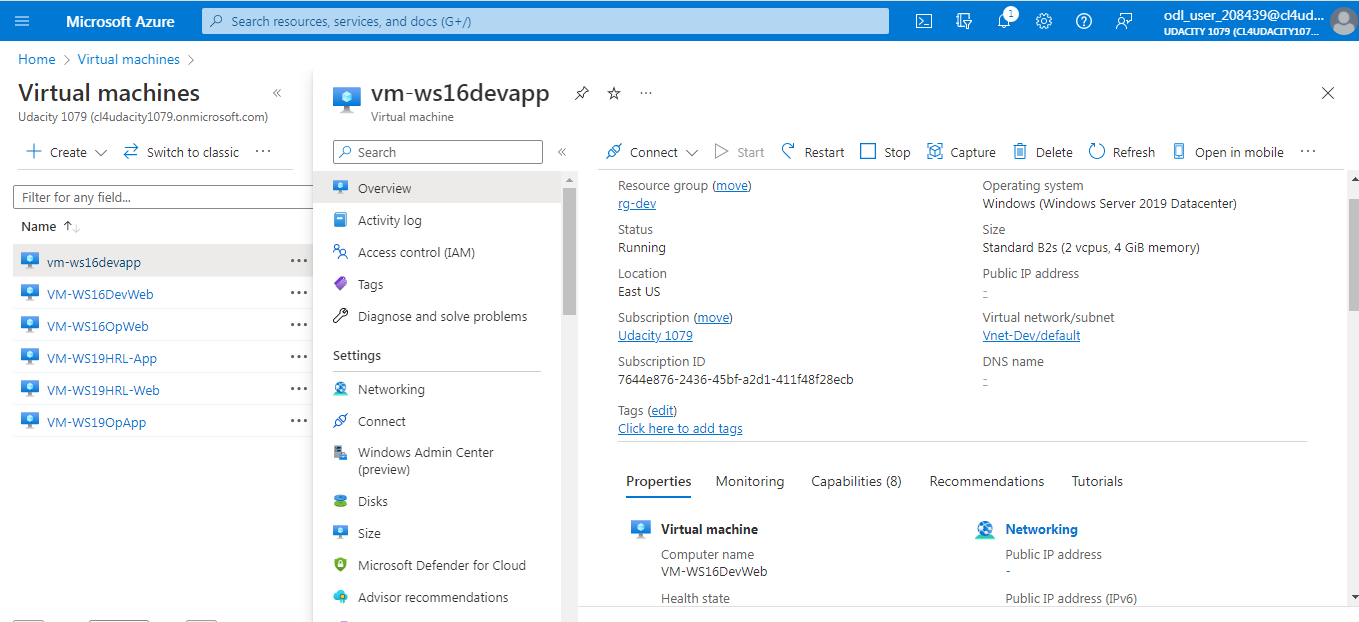 Microsoft Azure
Search resources, services, and docs (G+/)
1
odl_user_208439@cl4ud...
UDACITY 1079 (CL4UDACITY107...
Home > Virtual machines >
Virtual machines
«
Udacity 1079 (cl4udacity1079.onmicrosoft.com)
Create
Switch to classic
...
Filter for any field...
Name ↑↓
vm-ws16devapp
VM-WS16DevWeb
VM-WS16OpWeb
VM-WS19HRL-App
VM-WS19HRL-Web
VM-WS19OpApp
vm-ws16devapp
...
Virtual machine
Search
«
Overview
Activity log
Access control (IAM)
Tags
Diagnose and solve problems
Settings
Networking
Connect
Windows Admin Center
(preview)
Disks
Size
Microsoft Defender for Cloud
Advisor recommendations
Connect
Start
Restart
Stop
Capture
Delete
Refresh
Open in mobile
...
Resource group (move)
rg-dev
Status
Running
Location
East US
Subscription (move)
Udacity 1079
Subscription ID
7644e876-2436-45bf-a2d1-411f48f28ecb
Tags (edit)
Click here to add tags
Operating system
Windows (Windows Server 2019 Datacenter)
Size
Standard B2s (2 vcpus, 4 GiB memory)
Public IP address
-
Virtual network/subnet
Vnet-Dev/default
DNS name
-
Properties
Monitoring
Capabilities (8)
Recommendations
Tutorials
Virtual machine
Computer name
VM-WS16DevWeb
Health state
Networking
Public IP address
-
Public IP address (IPv6)